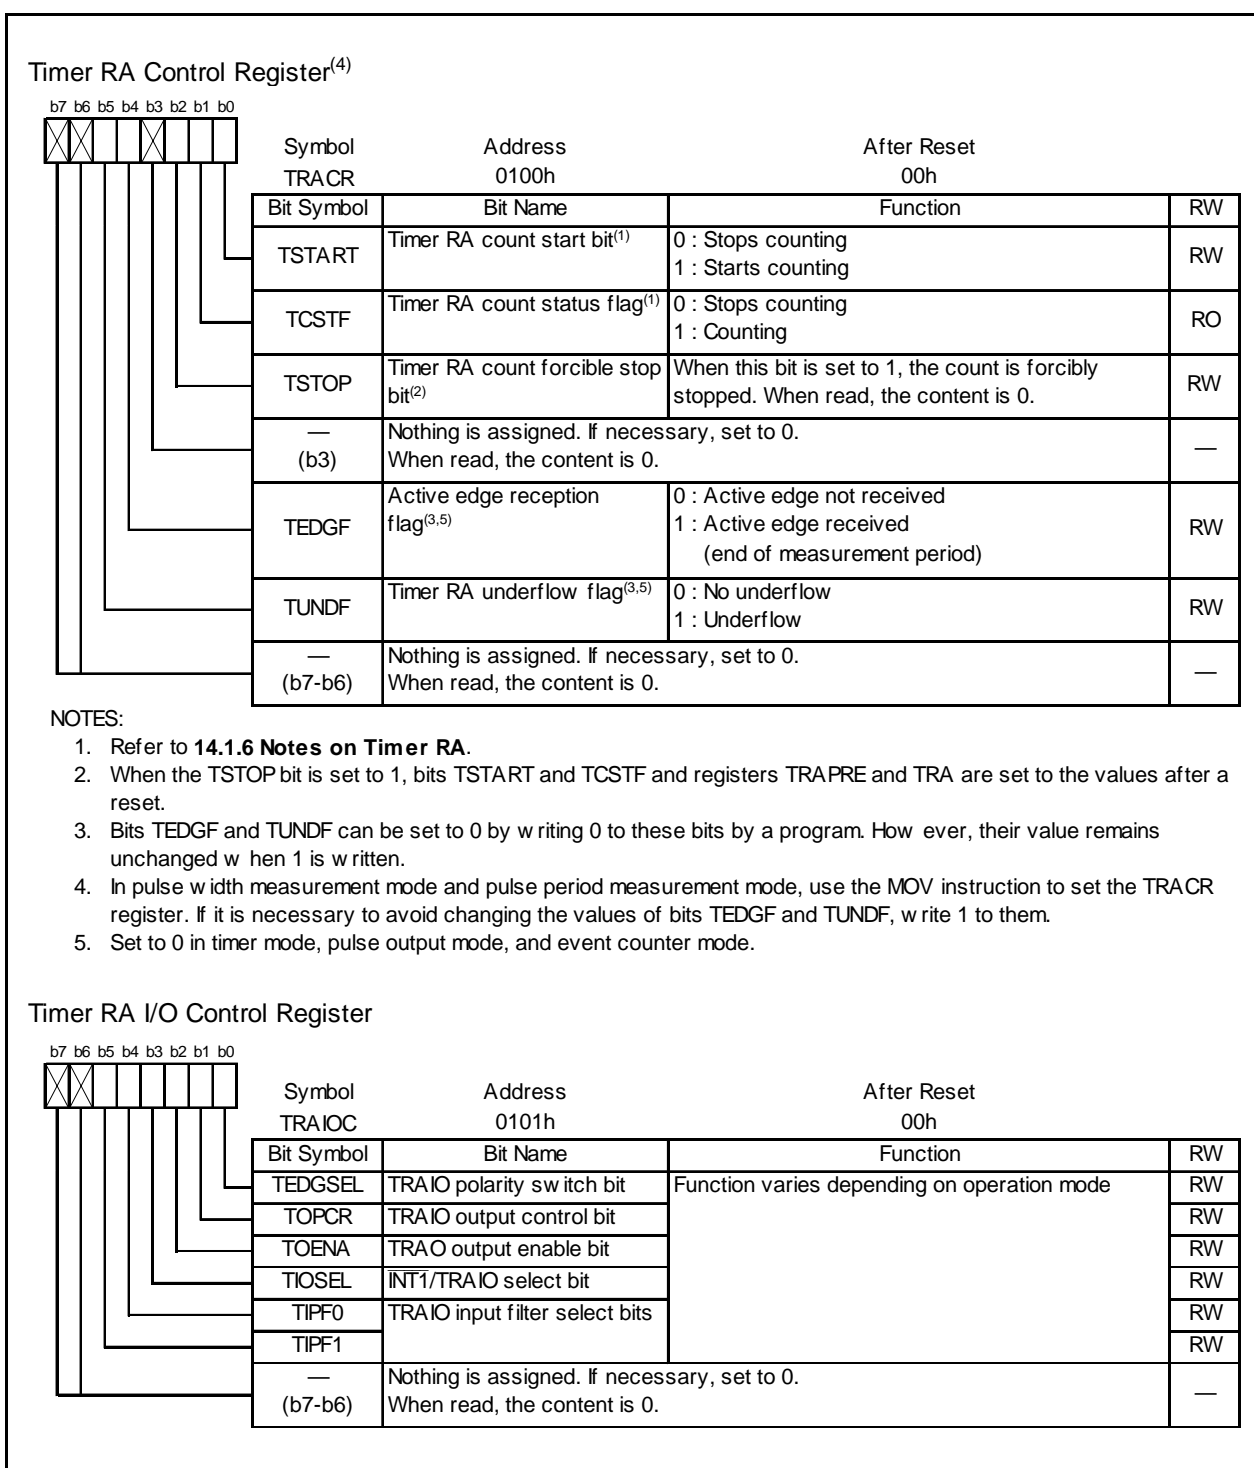 Timer RA Control Register(4)
b7 b6 b5 b4 b3 b2 b1 b0
Symbol Address After Reset
TRACR 0100h 00h
Bit Symbol Bit Name Function RW
TSTART Timer RA count start bit(1) 0 : Stops counting
1 : Starts counting RW
TCSTF Timer RA count status flag(1) 0 : Stops counting
1 : Counting RO
TSTOP Timer RA count forcible stop bit(2) When this bit is set to 1, the count is forcibly
stopped. When read, the content is 0. RW
—
(b3) Nothing is assigned. If necessary, set to 0.
When read, the content is 0. —
TEDGF Active edge reception flag(3,5) 0 : Active edge not received
1 : Active edge received
(end of measurement period) RW
TUNDF Timer RA underflow flag(3,5) 0 : No underflow
1 : Underflow RW
—
(b7-b6) Nothing is assigned. If necessary, set to 0.
When read, the content is 0. —
NOTES:
1. Refer to 14.1.6 Notes on Timer RA.
2. When the TSTOP bit is set to 1, bits TSTART and TCSTF and registers TRAPRE and TRA are set to the values after a
reset.
3. Bits TEDGF and TUNDF can be set to 0 by writing 0 to these bits by a program. However, their value remains
unchanged when 1 is written.
4. In pulse width measurement mode and pulse period measurement mode, use the MOV instruction to set the TRACR
register. If it is necessary to avoid changing the values of bits TEDGF and TUNDF, write 1 to them.
5. Set to 0 in timer mode, pulse output mode, and event counter mode.
Timer RA I/O Control Register
b7 b6 b5 b4 b3 b2 b1 b0
Symbol Address After Reset
TRAIOC 0101h 00h
Bit Symbol Bit Name Function RW
TEDGSEL TRAIO polarity switch bit Function varies depending on operation mode RW
TOPCR TRAIO output control bit RW
TOENA TRAO output enable bit RW
TIOSEL INT1/TRAIO select bit RW
TIPF0 TRAIO input filter select bits RW
TIPF1 RW
—
(b7-b6) Nothing is assigned. If necessary, set to 0.
When read, the content is 0. —